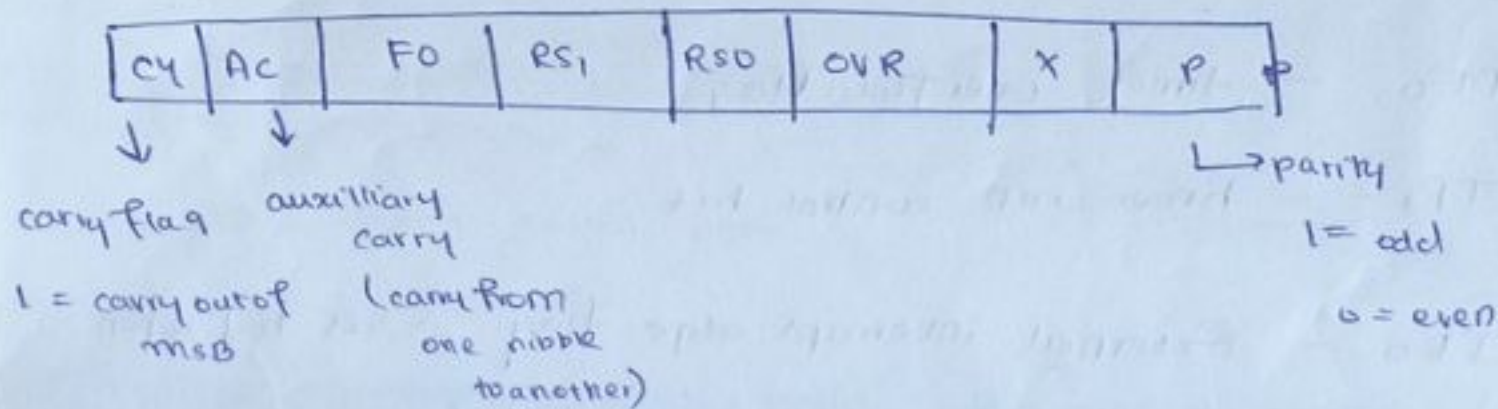 CY AC FO RS1 RS0 OVR X P
carry flag
1 = carry out of
MSB
auxilliary
carry
(carry from
one nibble
to another)
parity
1 = odd
0 = even